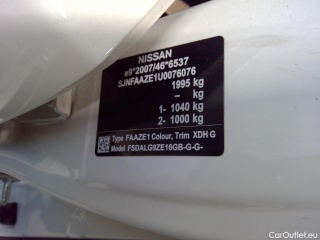 NISSAN
e9*2007/46*6537
SJNFAAZE1U0076076
1995 kg
– kg
1- 1040 kg
2- 1000 kg
Type FAAZE1 Colour, Trim XDH G
Model FSDALG9ZE16GB-G-G-
CarOutlet.eu